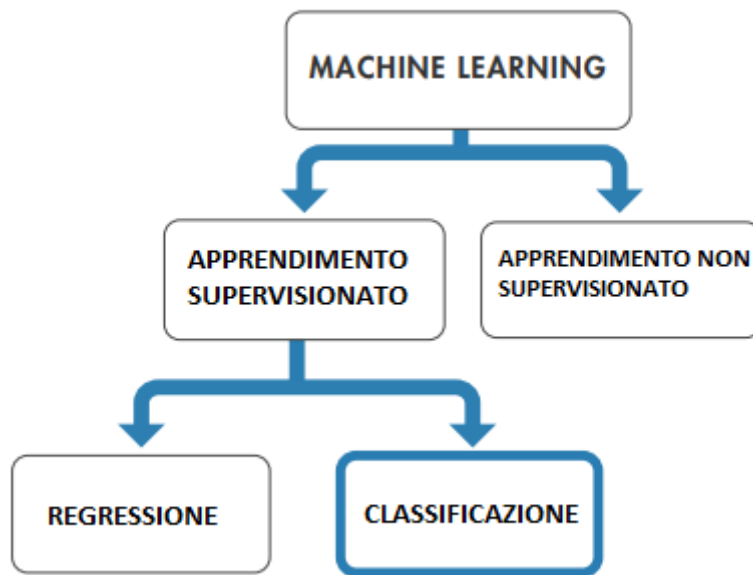 MACHINE LEARNING
APPRENDIMENTO
SUPERVISIONATO
APPRENDIMENTO NON
SUPERVISIONATO
REGRESSIONE
CLASSIFICAZIONE